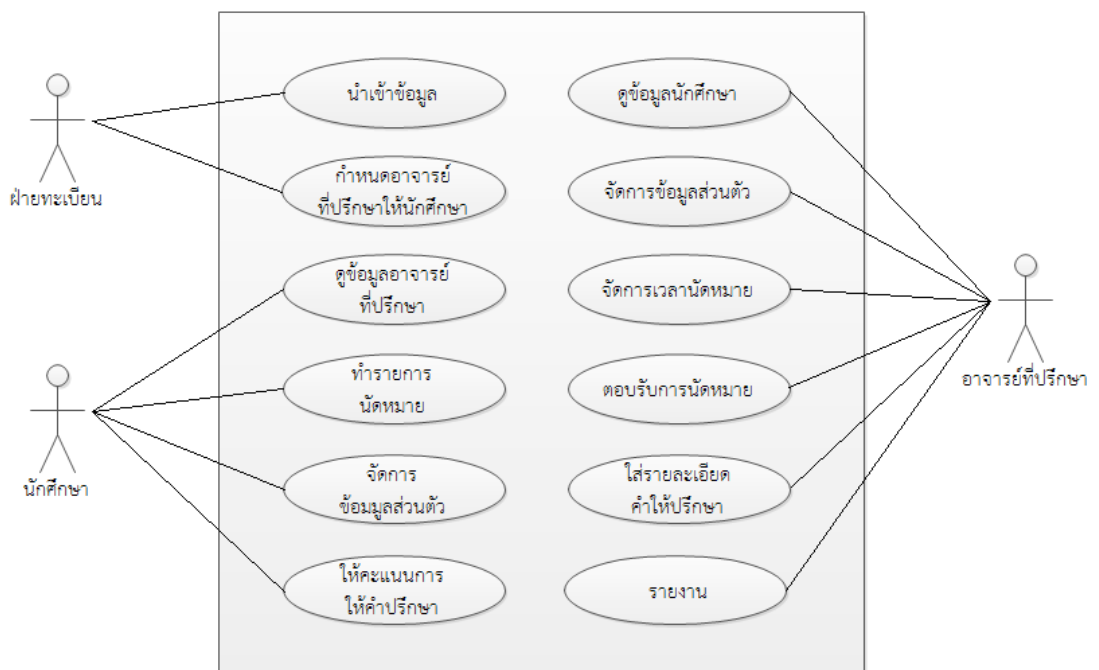 นำเข้าข้อมูล
ดูข้อมูลนักศึกษา
ฝ่ายทะเบียน
กำหนดอาจารย์
ที่ปรึกษาให้นักศึกษา
จัดการข้อมูลส่วนตัว
ดูข้อมูลอาจารย์
ที่ปรึกษา
จัดการเวลานัดหมาย
อาจารย์ที่ปรึกษา
ทำรายการ
นัดหมาย
ตอบรับการนัดหมาย
นักศึกษา
จัดการ
ข้อมมูลส่วนตัว
ใส่รายละเอียด
คำให้ปรึกษา
ให้คะแนนการ
ให้คำปรึกษา
รายงาน